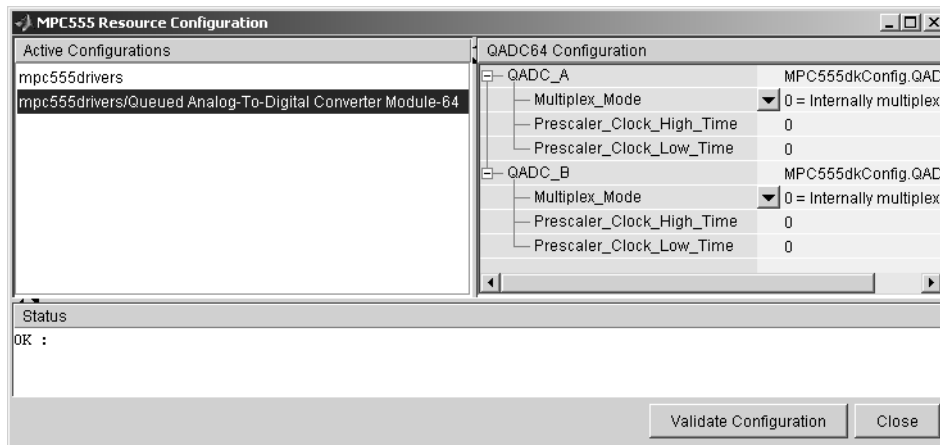 MPC555 Resource Configuration
Active Configurations
mpc555drivers
mpc555drivers/Queued Analog-To-Digital Converter Module-64
QADC64 Configuration
QADC_A MPC555dkConfig.QAD
Multiplex_Mode 0 = Internally multiplex
Prescaler_Clock_High_Time 0
Prescaler_Clock_Low_Time 0
QADC_B MPC555dkConfig.QAD
Multiplex_Mode 0 = Internally multiplex
Prescaler_Clock_High_Time 0
Prescaler_Clock_Low_Time 0
Status
OK :
Validate Configuration Close